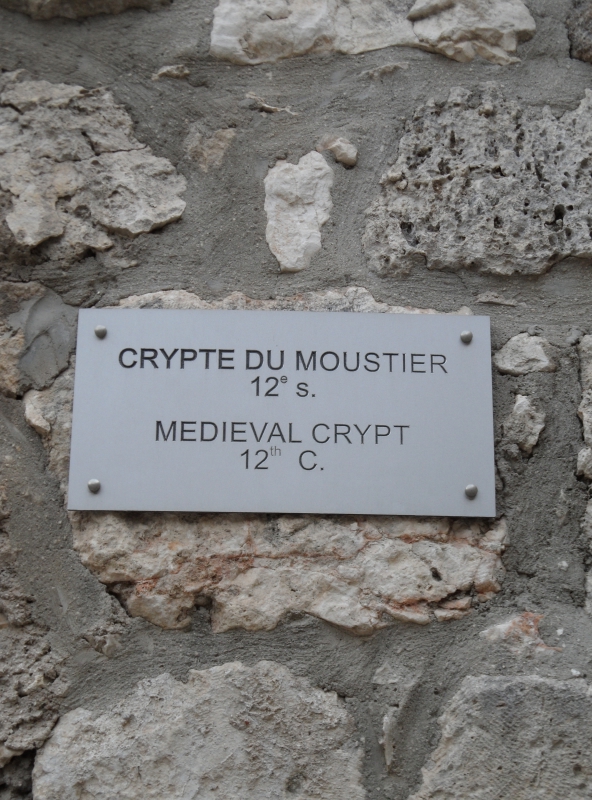 CRYPTE DU MOUSTIER
12e s.
MEDIEVAL CRYPT
12th C.